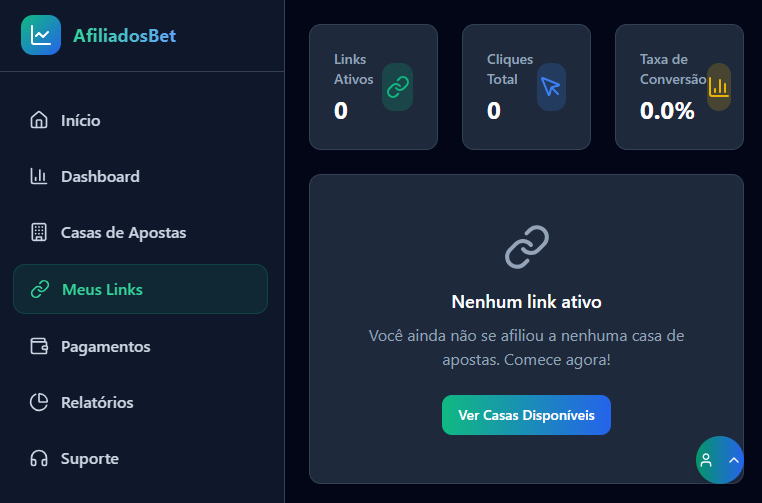 AfiliadosBet
Início
Dashboard
Casas de Apostas
Meus Links
Pagamentos
Relatórios
Suporte
Links
Ativos
0
Cliques
Total
0
Taxa de
Conversão
0.0%
Nenhum link ativo
Você ainda não se afiliou a nenhuma casa de
apostas. Comece agora!
Ver Casas Disponíveis